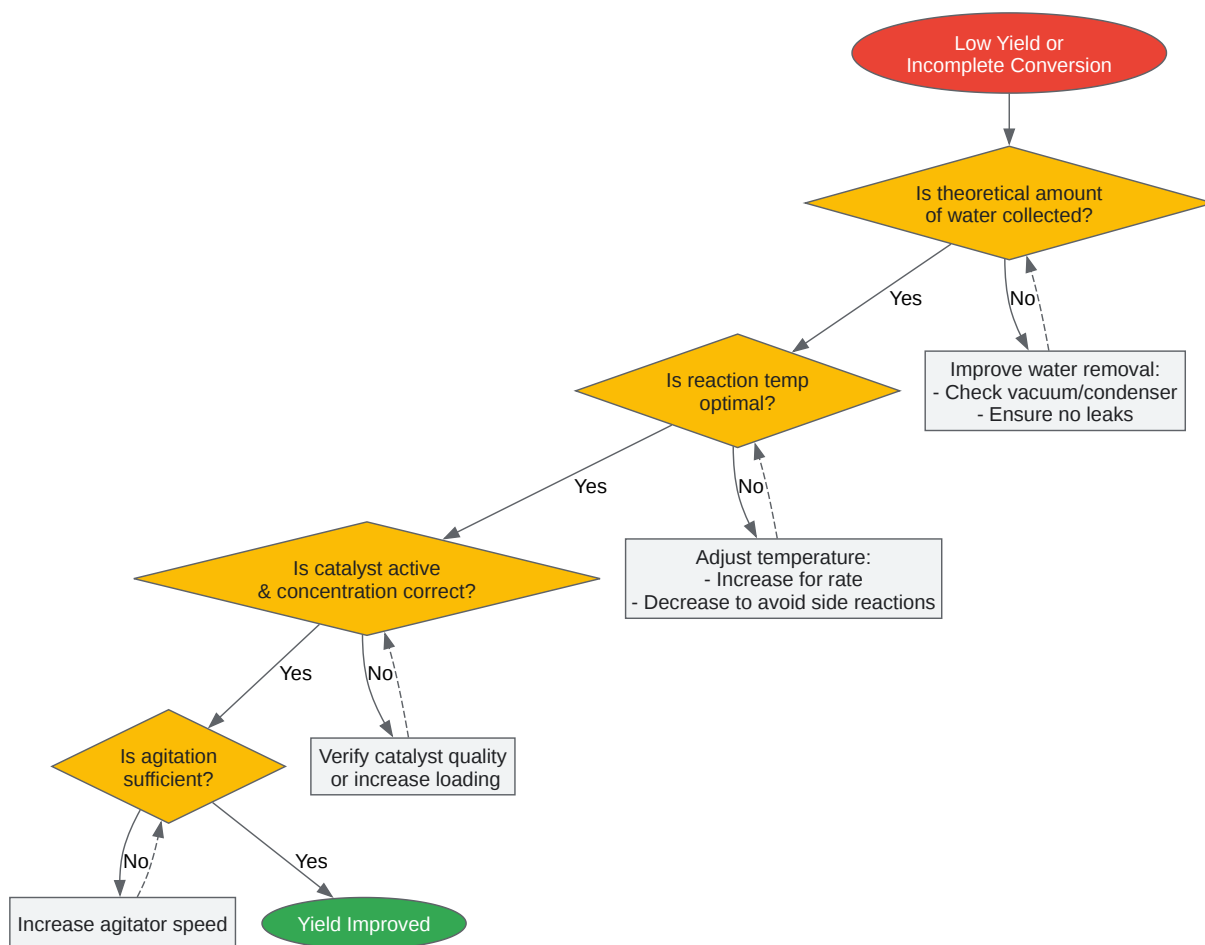 Low Yield or
Incomplete Conversion
Is theoretical amount
of water collected?
Yes
No
Improve water removal:
- Check vacuum/condenser
- Ensure no leaks
Is reaction temp
optimal?
Yes
No
Adjust temperature:
- Increase for rate
- Decrease to avoid side reactions
Is catalyst active
& concentration correct?
Yes
No
Verify catalyst quality
or increase loading
Is agitation
sufficient?
No
Yes
Increase agitator speed
Yield Improved